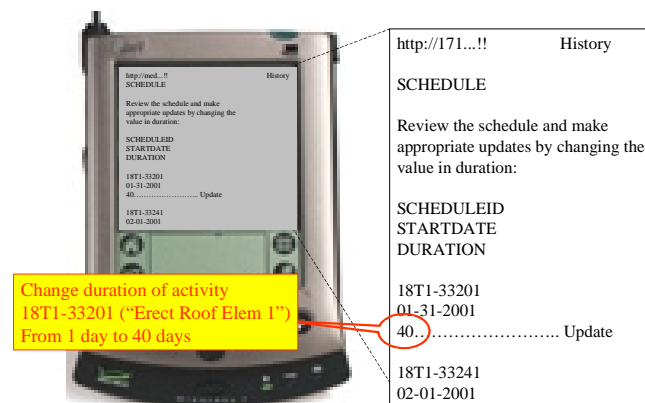 http://med...!! History
SCHEDULE
Review the schedule and make
appropriate updates by changing the
value in duration:
SCHEDULEID
STARTDATE
DURATION
18T1-33201
01-31-2001
40…………………….. Update
18T1-33241
02-01-2001
Change duration of activity
18T1-33201 (“Erect Roof Elem 1”)
From 1 day to 40 days
http://171...!! History
SCHEDULE
Review the schedule and make
appropriate updates by changing the
value in duration:
SCHEDULEID
STARTDATE
DURATION
18T1-33201
01-31-2001
40…………………….. Update
18T1-33241
02-01-2001